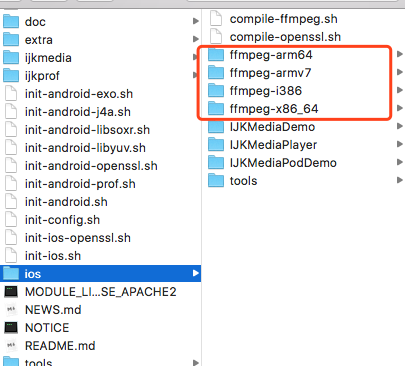 doc
extra
ijkmedia
ijkprof
init-android-exo.sh
init-android-j4a.sh
init-android-libsoxr.sh
init-android-libyuv.sh
init-android-openssl.sh
init-android-prof.sh
init-android.sh
init-config.sh
init-ios-openssl.sh
init-ios.sh
ios
MODULE_LI...SE_APACHE2
NEWS.md
NOTICE
README.md
tools
compile-ffmpeg.sh
compile-openssl.sh
ffmpeg-arm64
ffmpeg-armv7
ffmpeg-i386
ffmpeg-x86_64
IJKMediaDemo
IJKMediaPlayer
IJKMediaPodDemo
tools